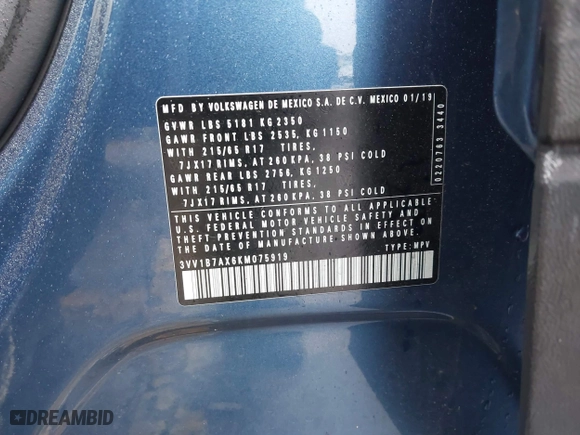 MFD BY VOLKSWAGEN DE MEXICO S.A. DE C.V. MEXICO 01/19
GVWR LBS 5181 KG 2350
GAWR FRONT LBS 2535, KG 1150
WITH 215/65 R17 TIRES,
7JX17 RIMS, AT 260 KPA, 38 PSI COLD
GAWR REAR LBS 2756, KG 1250
WITH 215/65 R17 TIRES,
7JX17 RIMS, AT 260 KPA, 38 PSI COLD
THIS VEHICLE CONFORMS TO ALL APPLICABLE
U.S. FEDERAL MOTOR VEHICLE SAFETY AND
THEFT PREVENTION STANDARDS IN EFFECT ON
THE DATE OF MANUFACTURE SHOWN ABOVE.
3VV1B7AX6KM075919 TYPE: MPV
0220763 3440
DREAMBID